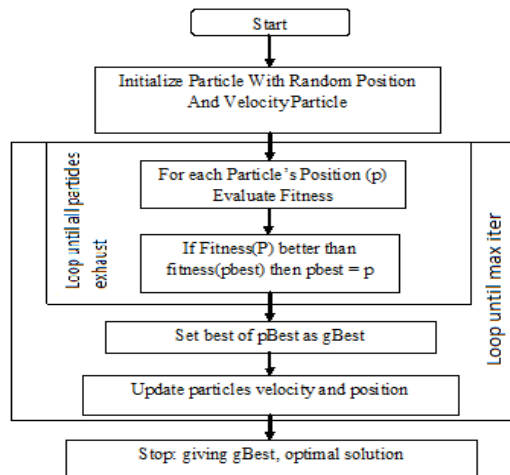 Start
Initialize Particle With Random Position
And Velocity Particle
For each Particle's Position (p)
Evaluate Fitness
If Fitness(P) better than
fitness(pbest) then pbest = p
Loop until all particles
exhaust
Set best of pBest as gBest
Update particles velocity and position
Loop until max iter
Stop: giving gBest, optimal solution